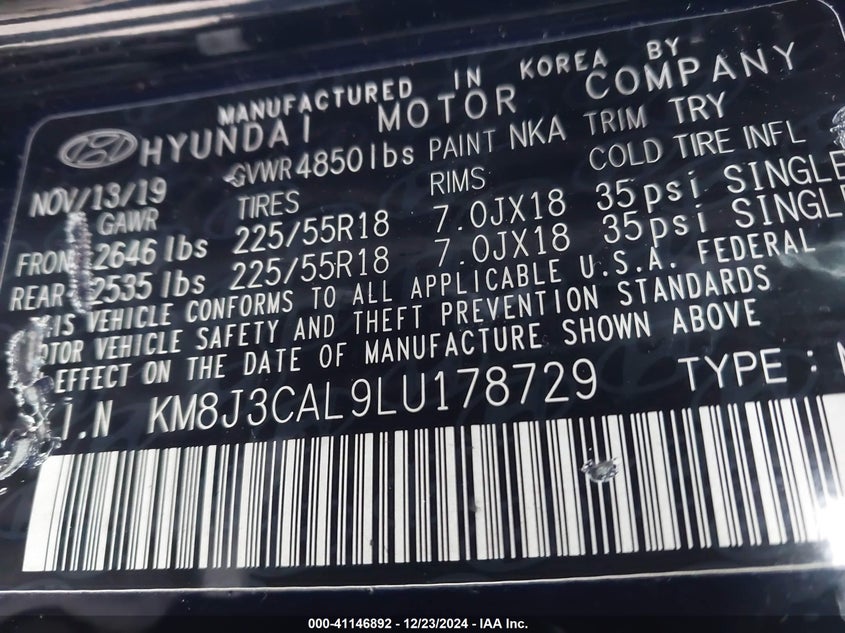 MANUFACTURED IN KOREA BY
HYUNDAI MOTOR COMPANY
NOV/13/19 GVWR 4850 lbs PAINT NKA TRIM TRY
GAWR TIRES RIMS COLD TIRE INFL
FRON 2646 lbs 225/55R18 7.0JX18 35psi SINGLE
REAR 2535 lbs 225/55R18 7.0JX18 35psi SINGLE
IS VEHICLE CONFORMS TO ALL APPLICABLE U.S.A. FEDERAL
OTOR VEHICLE SAFETY AND THEFT PREVENTION STANDARDS
EFFECT ON THE DATE OF MANUFACTURE SHOWN ABOVE
I.N KM8J3CAL9LU178729 TYPE:
000-41146892 - 12/23/2024 - IAA Inc.